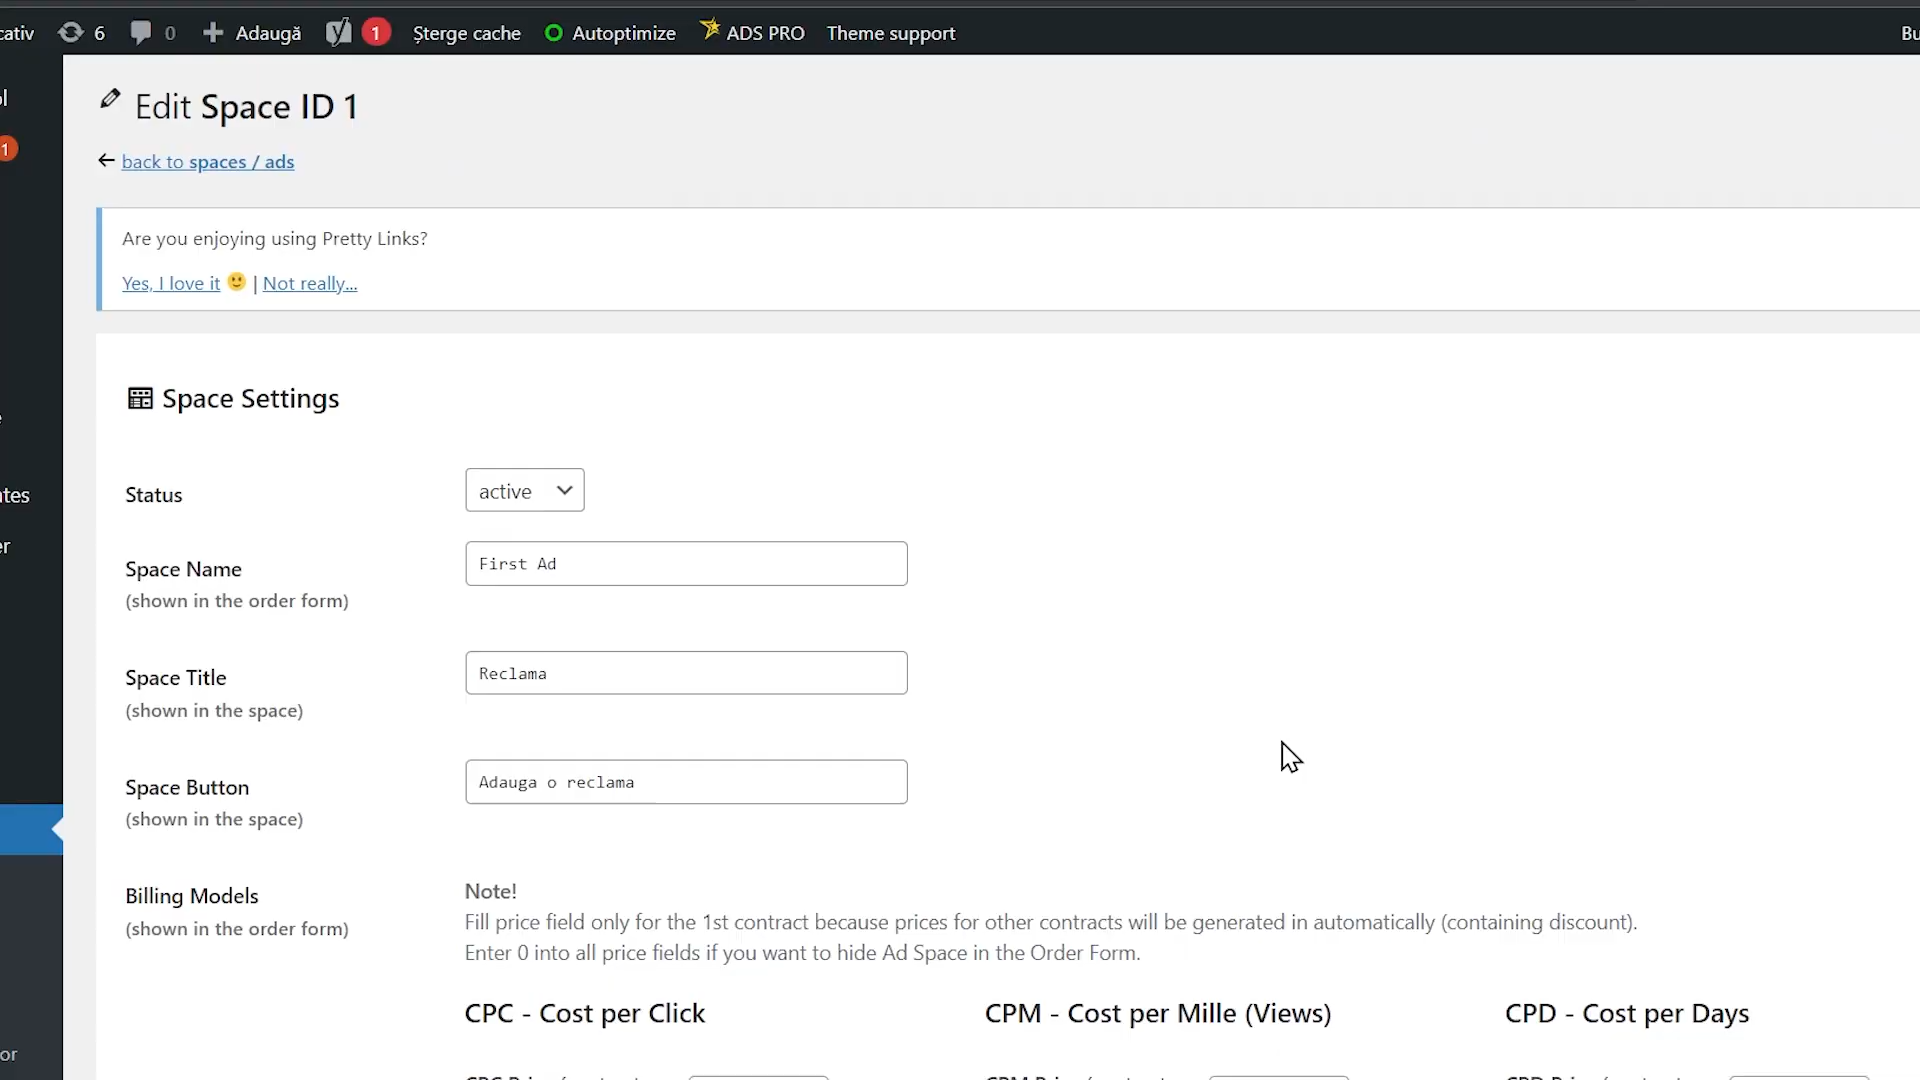 6 0 Adaugă 1 Șterge cache Autoptimize ADS PRO Theme support
Edit Space ID 1
1
back to spaces / ads
Are you enjoying using Pretty Links?
Yes, I love it 🙂 | Not really...
Space Settings
Status active
Space Name First Ad
(shown in the order form)
Space Title Reclama
(shown in the space)
Space Button Adauga o reclama
(shown in the space)
Billing Models
(shown in the order form)
Note!
Fill price field only for the 1st contract because prices for other contracts will be generated in automatically (containing discount).
Enter 0 into all price fields if you want to hide Ad Space in the Order Form.
CPC - Cost per Click
CPM - Cost per Mille (Views)
CPD - Cost per Days